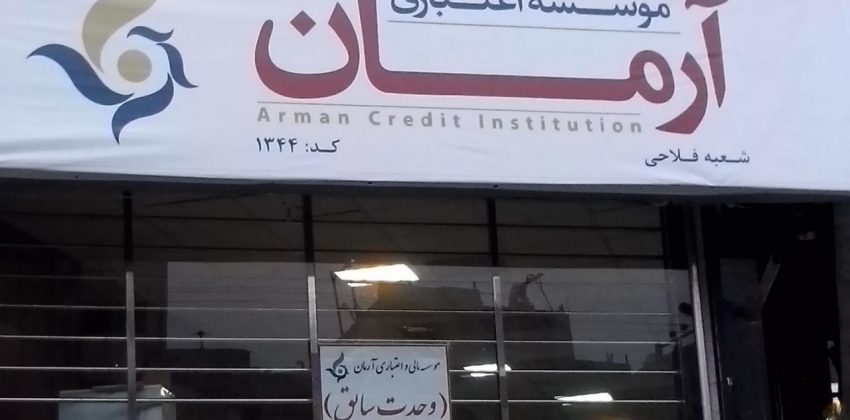 موسسه اعتباری
آرمان
Arman Credit Institution
شعبه فلاحی
کد: ۱۳۴۴
موسسه مالی و اعتباری آرمان
(وحدت سابق)